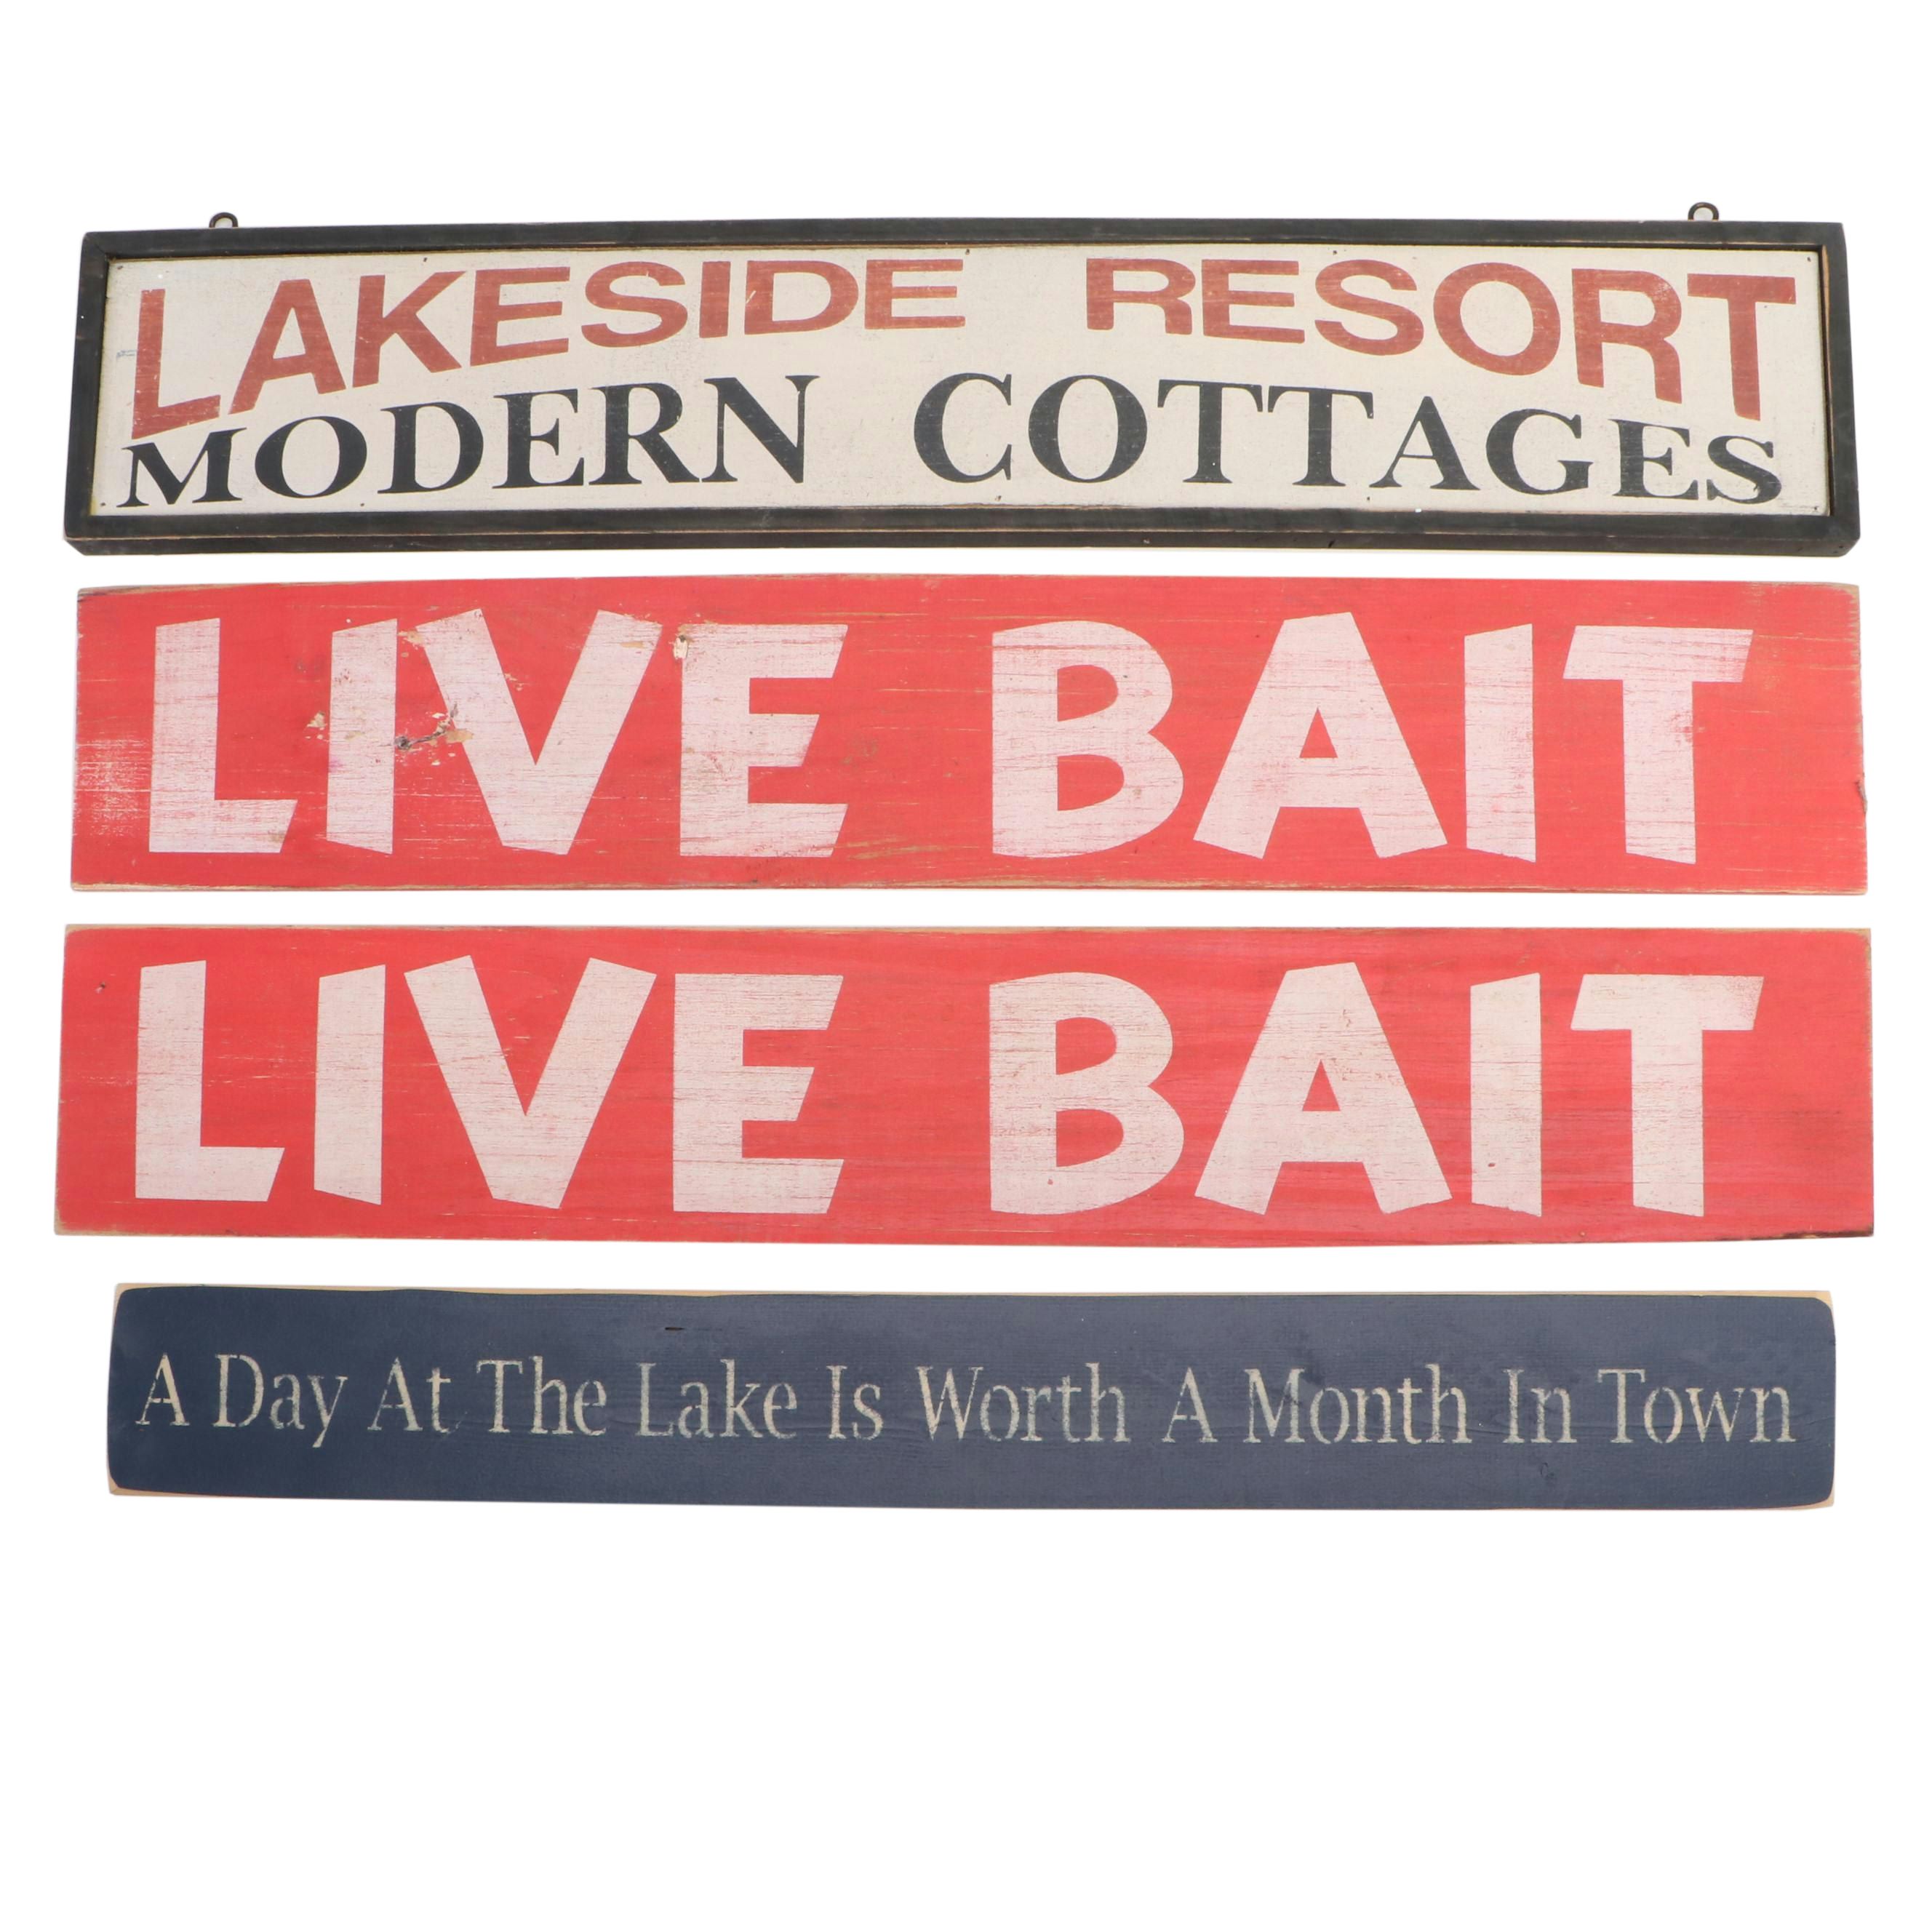 LAKESIDE RESORT
MODERN COTTAGES
LIVE BAIT
LIVE BAIT
A Day At The Lake Is Worth A Month In Town